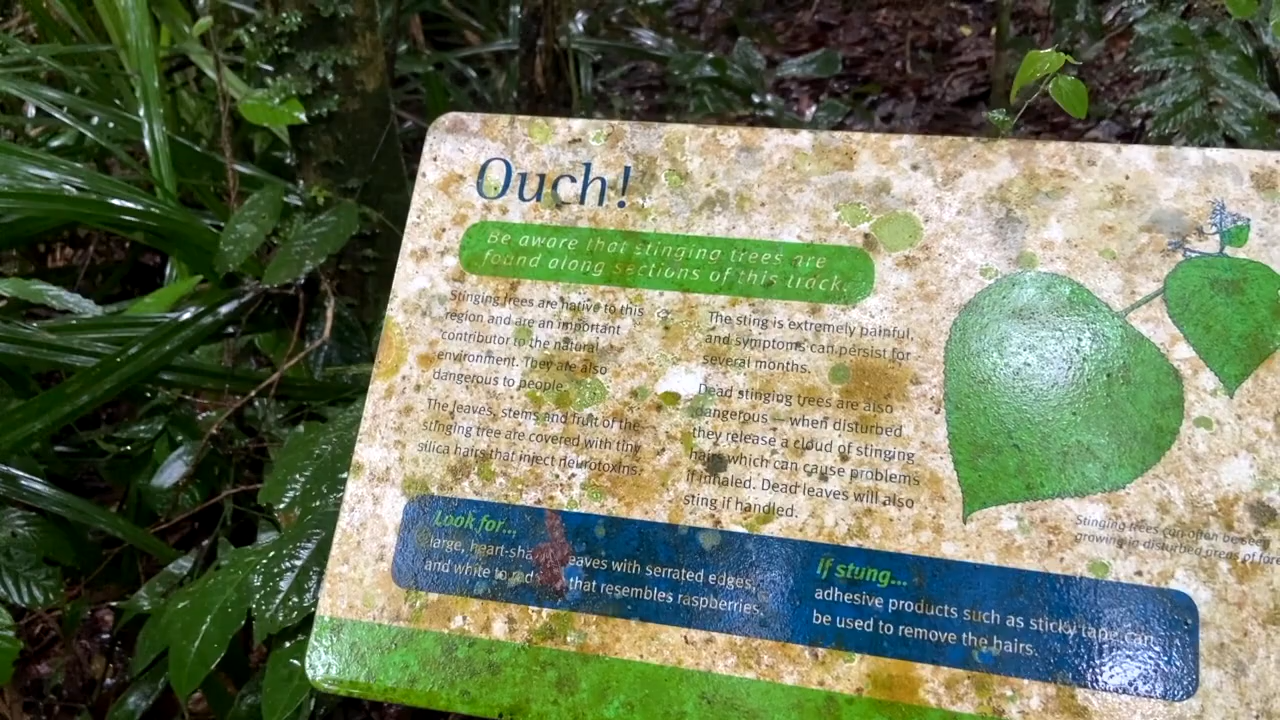 Ouch!
Be aware that stinging trees are
found along sections of this track.
Stinging trees are native to this
region and are an important
contributor to the natural
environment. They are also
dangerous to people.
The leaves, stems and fruit of the
stinging tree are covered with tiny
silica hairs that inject neurotoxins.
The sting is extremely painful,
and symptoms can persist for
several months.
Dead stinging trees are also
dangerous — when disturbed
they release a cloud of stinging
hairs which can cause problems
if inhaled. Dead leaves will also
sting if handled.
Look for...
large, heart-sha eaves with serrated edges,
and white to red that resembles raspberries.
If stung...
adhesive products such as sticky tape can
be used to remove the hairs.
Stinging trees can often be seen
growing in disturbed areas of